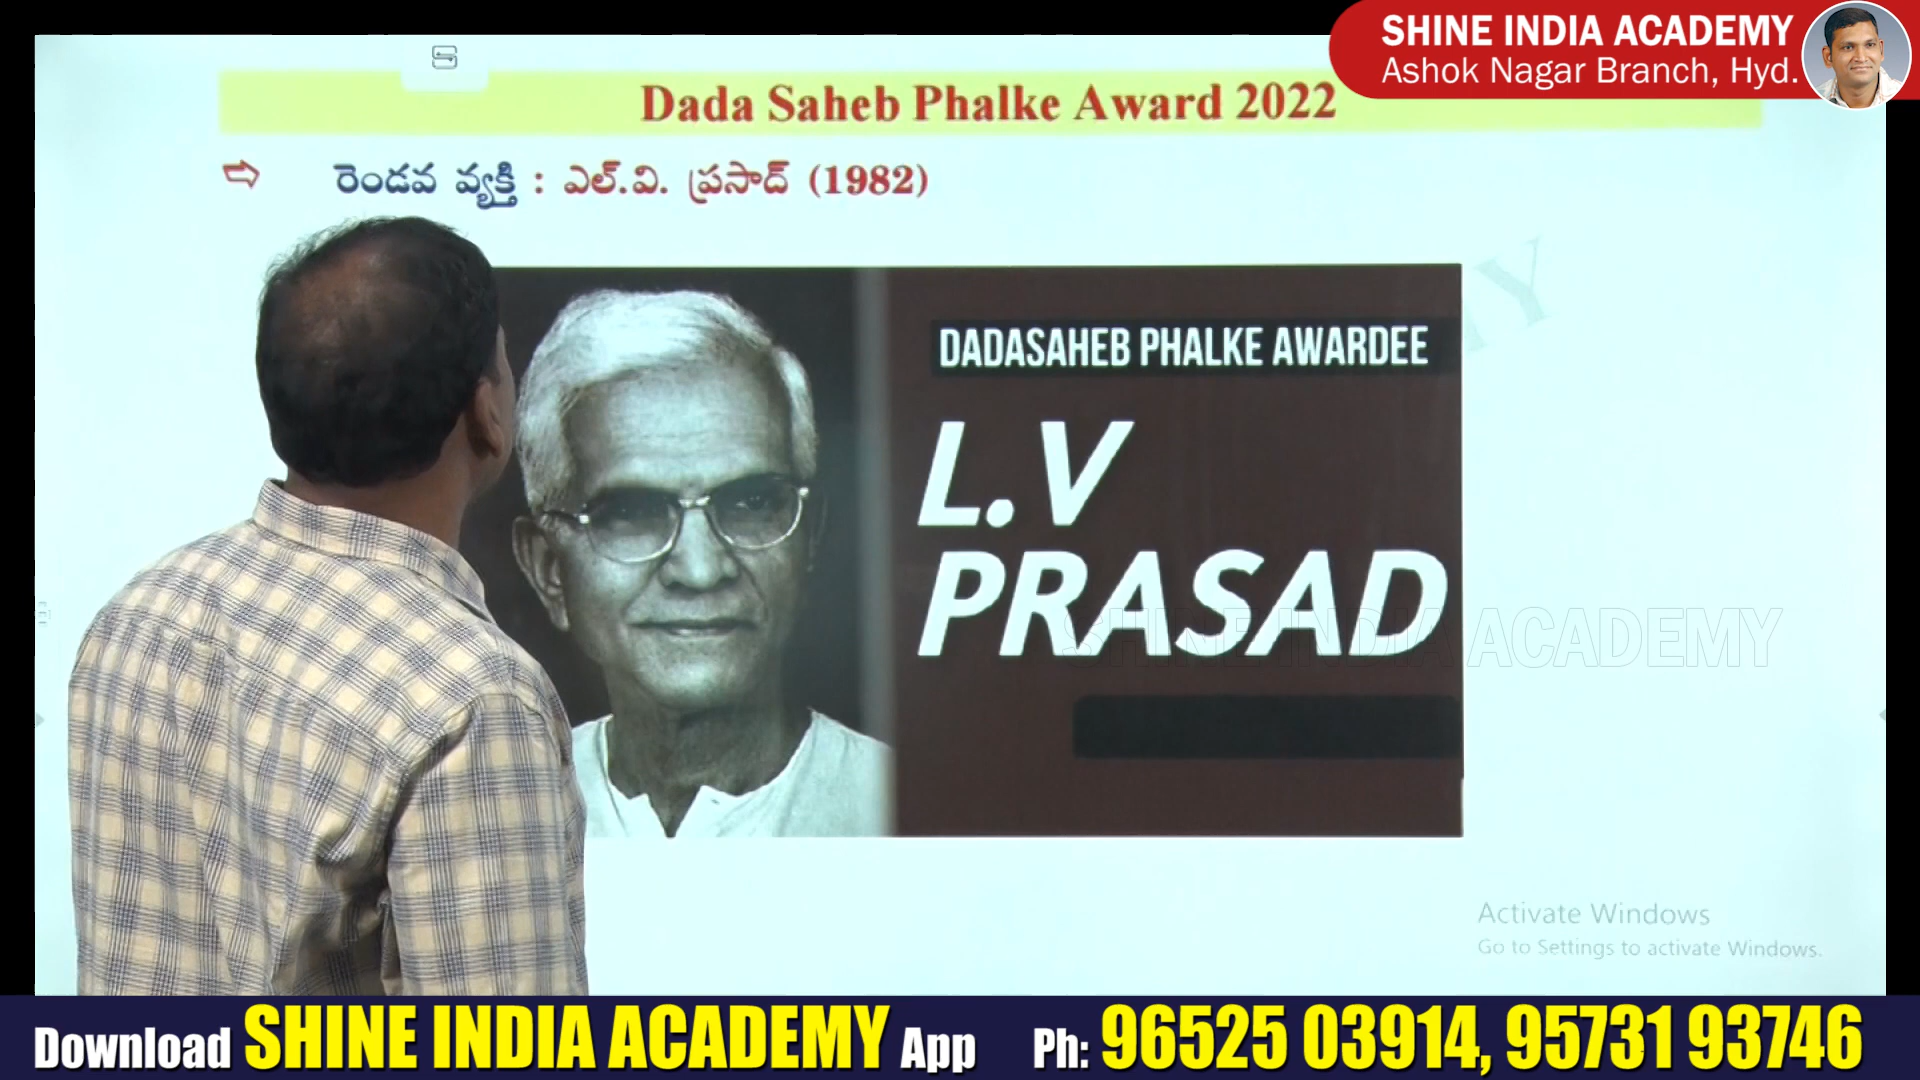 SHINE INDIA ACADEMY
Ashok Nagar Branch, Hyd.
Dada Saheb Phalke Award 2022
రెండవ వ్యక్తి : ఎల్.వి. ప్రసాద్ (1982)
DADASAHEB PHALKE AWARDEE
L.V
PRASAD
SHINE INDIA ACADEMY
Activate Windows
Go to Settings to activate Windows.
Download SHINE INDIA ACADEMY App Ph: 96525 03914, 95731 93746